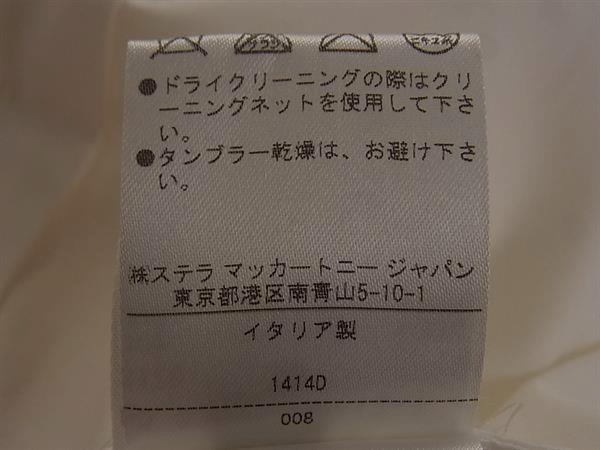 ●ドライクリーニングの際はクリ
ーニングネットを使用して下さ
い。
●タンブラー乾燥は、お避け下さ
い。
㈱ステラ マッカートニー ジャパン
東京都港区南青山5-10-1
イタリア製
1414D
008